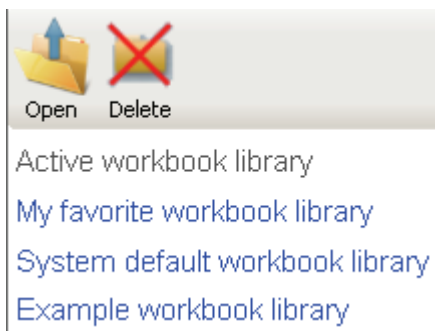 Open Delete
Active workbook library
My favorite workbook library
System default workbook library
Example workbook library